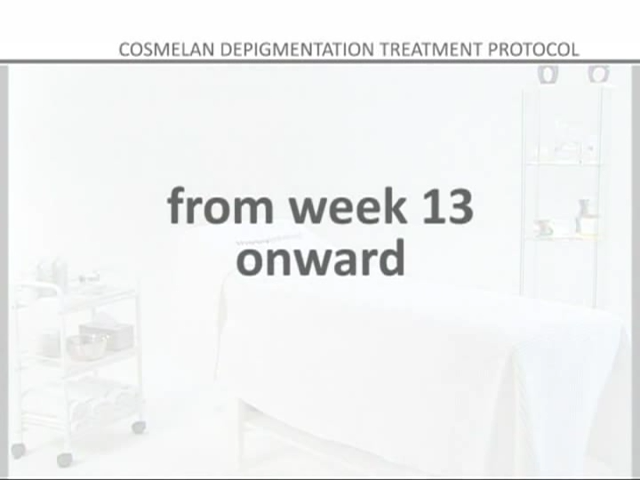 COSMELAN DEPIGMENTATION TREATMENT PROTOCOL
from week 13
onward